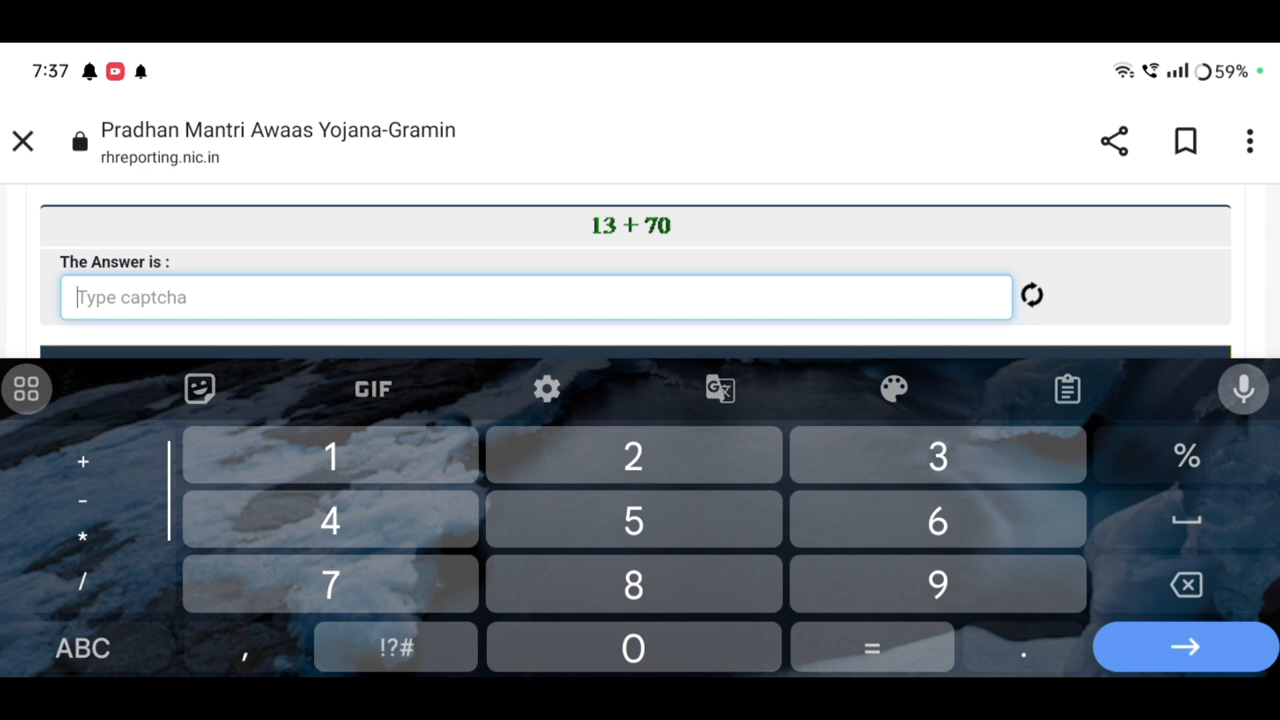 7:37 59%
Pradhan Mantri Awaas Yojana-Gramin
rhreporting.nic.in
13 + 70
The Answer is :
Type captcha
GIF
+ 1 2 3 %
-
4 5 6
*
/ 7 8 9
ABC , !?# 0 = .